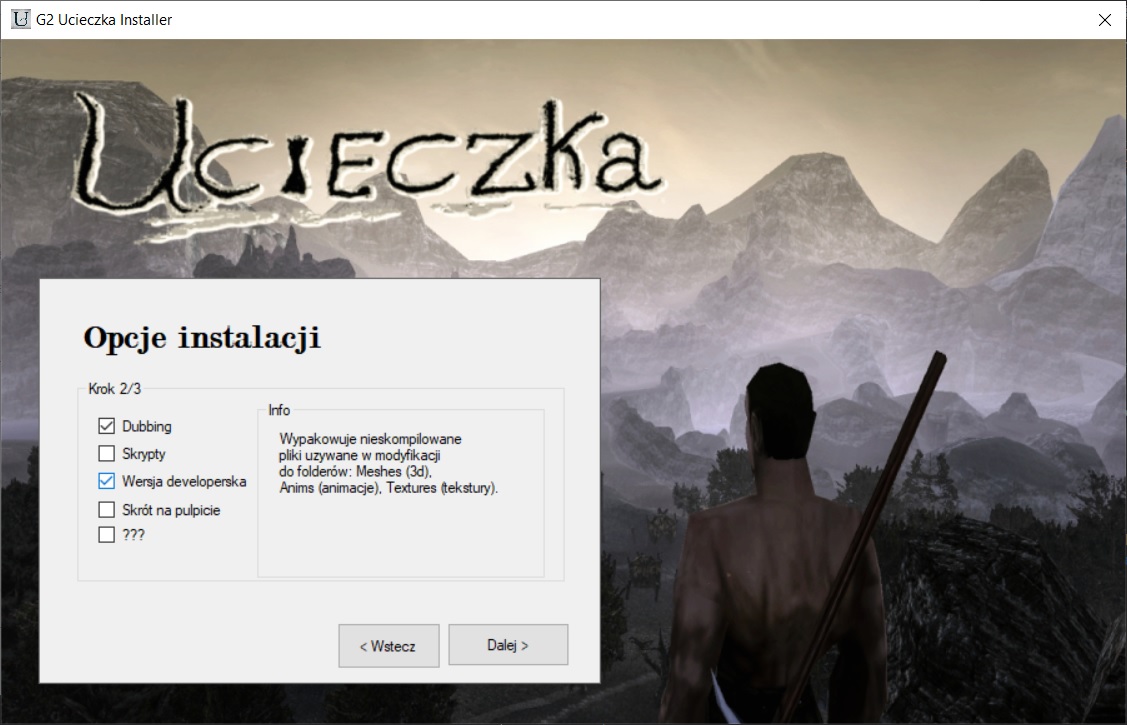 G2 Ucieczka Installer
Ucieczka
Opcje instalacji
Krok 2/3
Dubbing
Skrypty
Wersja developerska
Skrót na pulpicie
???
Info
Wypakowuje nieskompilowane
pliki uzywane w modyfikacji
do folderów: Meshes (3d),
Anims (animacje), Textures (tekstury).
< Wstecz
Dalej >